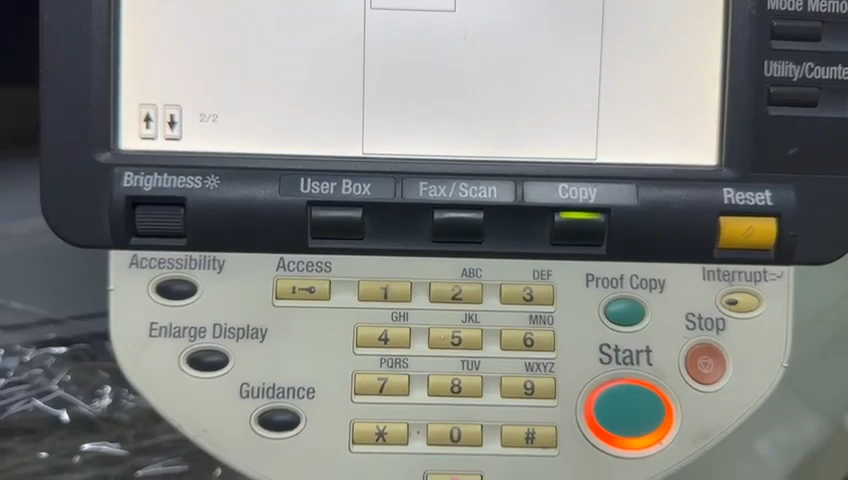 Mode Memo
Utility/Counte
2/2
Brightness
User Box
Fax/Scan
Copy
Reset
Accessibility
Access
ABC
DEF
Proof Copy
Interrupt
1
2
3
GHI
JKL
MNO
Stop
Enlarge Display
4
5
6
Start
PQRS
TUV
WXYZ
Guidance
7
8
9
*
0
#